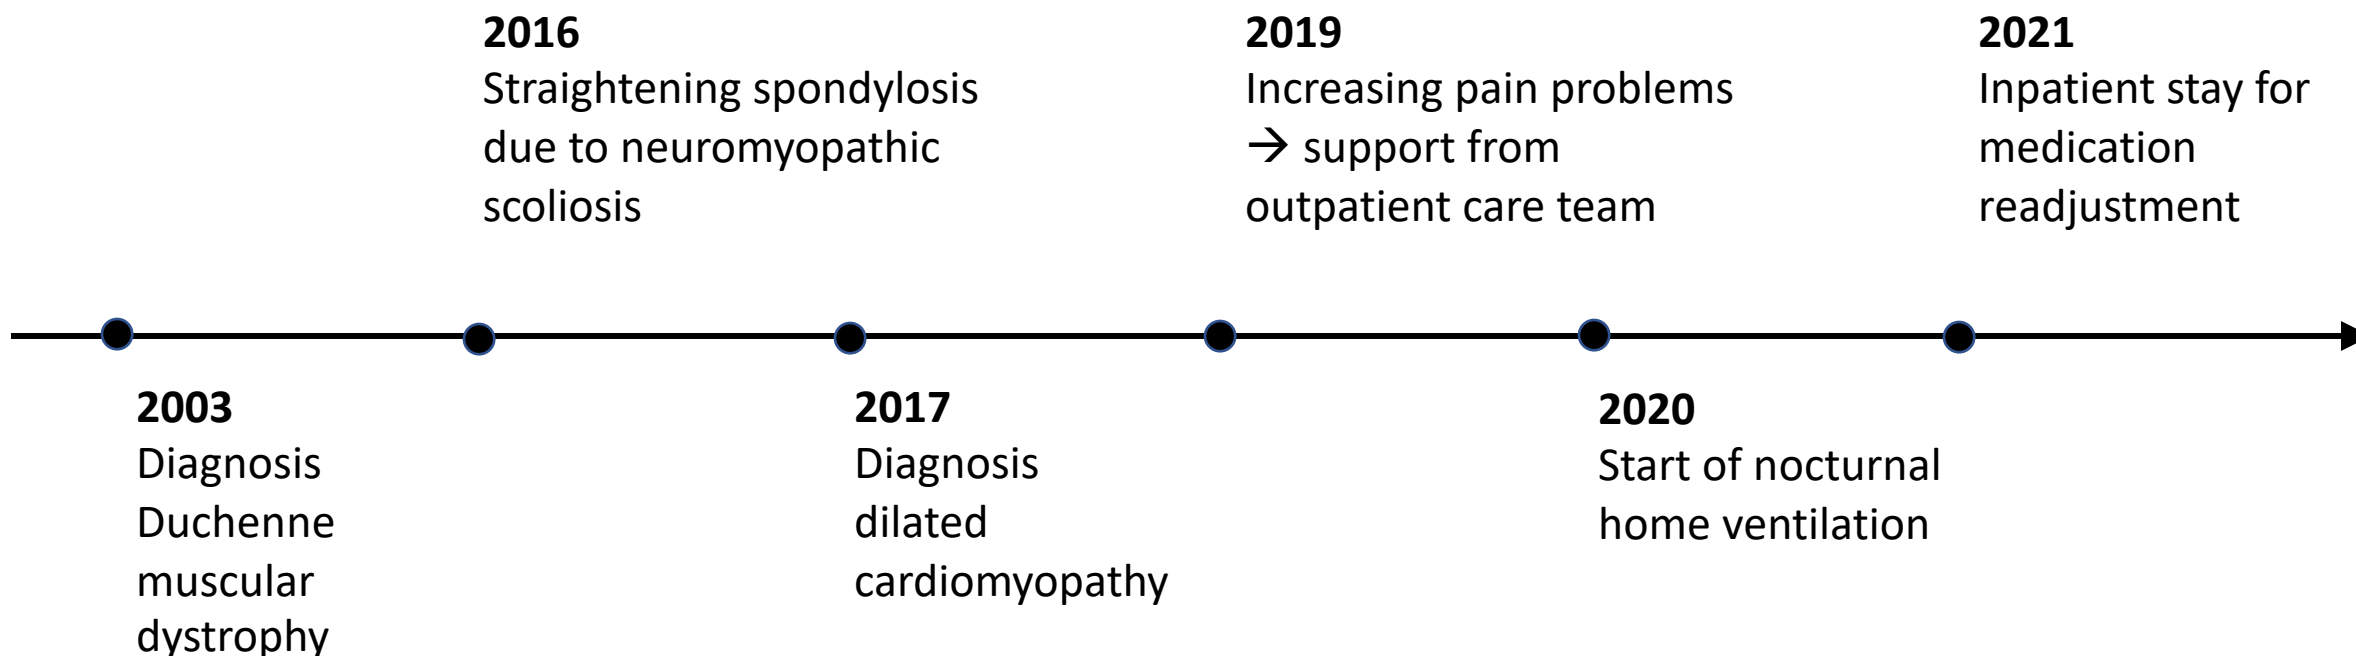 2016
Straightening spondylosis
due to neuromyopathic
scoliosis
2019
Increasing pain problems
→ support from
outpatient care team
2021
Inpatient stay for
medication
readjustment
2003
Diagnosis
Duchenne
muscular
dystrophy
2017
Diagnosis
dilated
cardiomyopathy
2020
Start of nocturnal
home ventilation